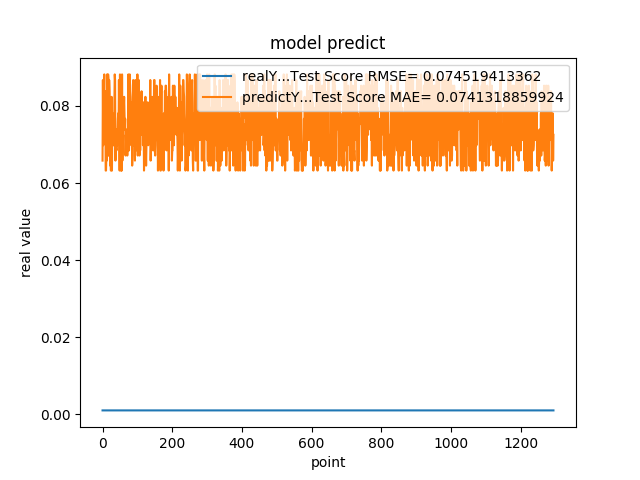 model predict
realY...Test Score RMSE= 0.074519413362
predictY...Test Score MAE= 0.0741318859924
0.08
0.06
0.04
0.02
0.00
real value
0 200 400 600 800 1000 1200
point